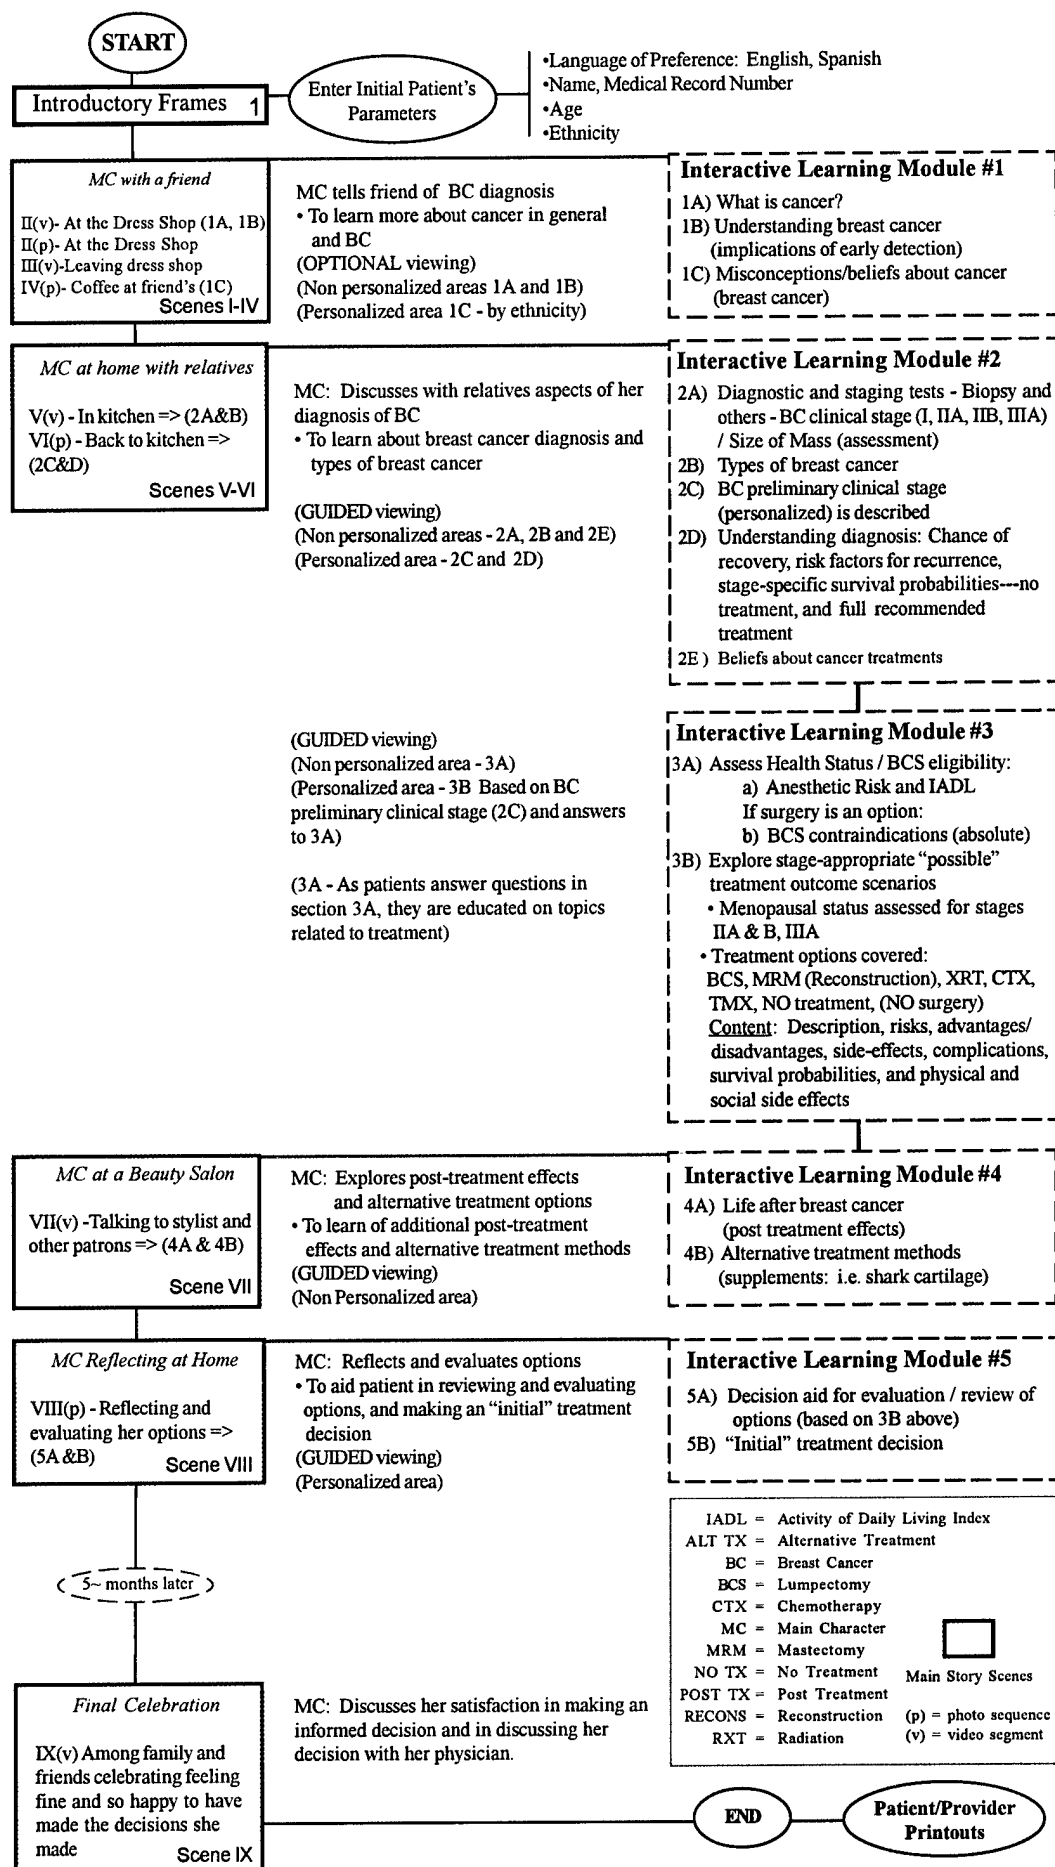 START
Introductory Frames 1
Enter Initial Patient's
Parameters
•Language of Preference: English, Spanish
•Name, Medical Record Number
•Age
•Ethnicity
MC with a friend
II(v)- At the Dress Shop (1A, 1B)
II(p)- At the Dress Shop
III(v)-Leaving dress shop
IV(p)- Coffee at friend's (1C)
Scenes I-IV
MC tells friend of BC diagnosis
• To learn more about cancer in general
and BC
(OPTIONAL viewing)
(Non personalized areas 1A and 1B)
(Personalized area 1C - by ethnicity)
Interactive Learning Module #1
1A) What is cancer?
1B) Understanding breast cancer
(implications of early detection)
1C) Misconceptions/beliefs about cancer
(breast cancer)
MC at home with relatives
V(v) - In kitchen => (2A&B)
VI(p) - Back to kitchen =>
(2C&D)
Scenes V-VI
MC: Discusses with relatives aspects of her
diagnosis of BC
• To learn about breast cancer diagnosis and
types of breast cancer
(GUIDED viewing)
(Non personalized areas - 2A, 2B and 2E)
(Personalized area - 2C and 2D)
Interactive Learning Module #2
2A) Diagnostic and staging tests - Biopsy and
others - BC clinical stage (I, IIA, IIB, IIIA)
/ Size of Mass (assessment)
2B) Types of breast cancer
2C) BC preliminary clinical stage
(personalized) is described
2D) Understanding diagnosis: Chance of
recovery, risk factors for recurrence,
stage-specific survival probabilities---no
treatment, and full recommended
treatment
2E ) Beliefs about cancer treatments
(GUIDED viewing)
(Non personalized area - 3A)
(Personalized area - 3B Based on BC
preliminary clinical stage (2C) and answers
to 3A)
(3A - As patients answer questions in
section 3A, they are educated on topics
related to treatment)
Interactive Learning Module #3
3A) Assess Health Status / BCS eligibility:
a) Anesthetic Risk and IADL
If surgery is an option:
b) BCS contraindications (absolute)
3B) Explore stage-appropriate “possible”
treatment outcome scenarios
• Menopausal status assessed for stages
IIA & B, IIIA
• Treatment options covered:
BCS, MRM (Reconstruction), XRT, CTX,
TMX, NO treatment, (NO surgery)
Content: Description, risks, advantages/
disadvantages, side-effects, complications,
survival probabilities, and physical and
social side effects
MC at a Beauty Salon
VII(v) -Talking to stylist and
other patrons => (4A & 4B)
Scene VII
MC: Explores post-treatment effects
and alternative treatment options
• To learn of additional post-treatment
effects and alternative treatment methods
(GUIDED viewing)
(Non Personalized area)
Interactive Learning Module #4
4A) Life after breast cancer
(post treatment effects)
4B) Alternative treatment methods
(supplements: i.e. shark cartilage)
MC Reflecting at Home
VIII(p) - Reflecting and
evaluating her options =>
(5A &B)
Scene VIII
MC: Reflects and evaluates options
• To aid patient in reviewing and evaluating
options, and making an “initial” treatment
decision
(GUIDED viewing)
(Personalized area)
Interactive Learning Module #5
5A) Decision aid for evaluation / review of
options (based on 3B above)
5B) “Initial” treatment decision
5~ months later
IADL = Activity of Daily Living Index
ALT TX = Alternative Treatment
BC = Breast Cancer
BCS = Lumpectomy
CTX = Chemotherapy
MC = Main Character
MRM = Mastectomy
NO TX = No Treatment
POST TX = Post Treatment
RECONS = Reconstruction
RXT = Radiation
Main Story Scenes
(p) = photo sequence
(v) = video segment
Final Celebration
IX(v) Among family and
friends celebrating feeling
fine and so happy to have
made the decisions she
made
Scene IX
MC: Discusses her satisfaction in making an
informed decision and in discussing her
decision with her physician.
END
Patient/Provider
Printouts